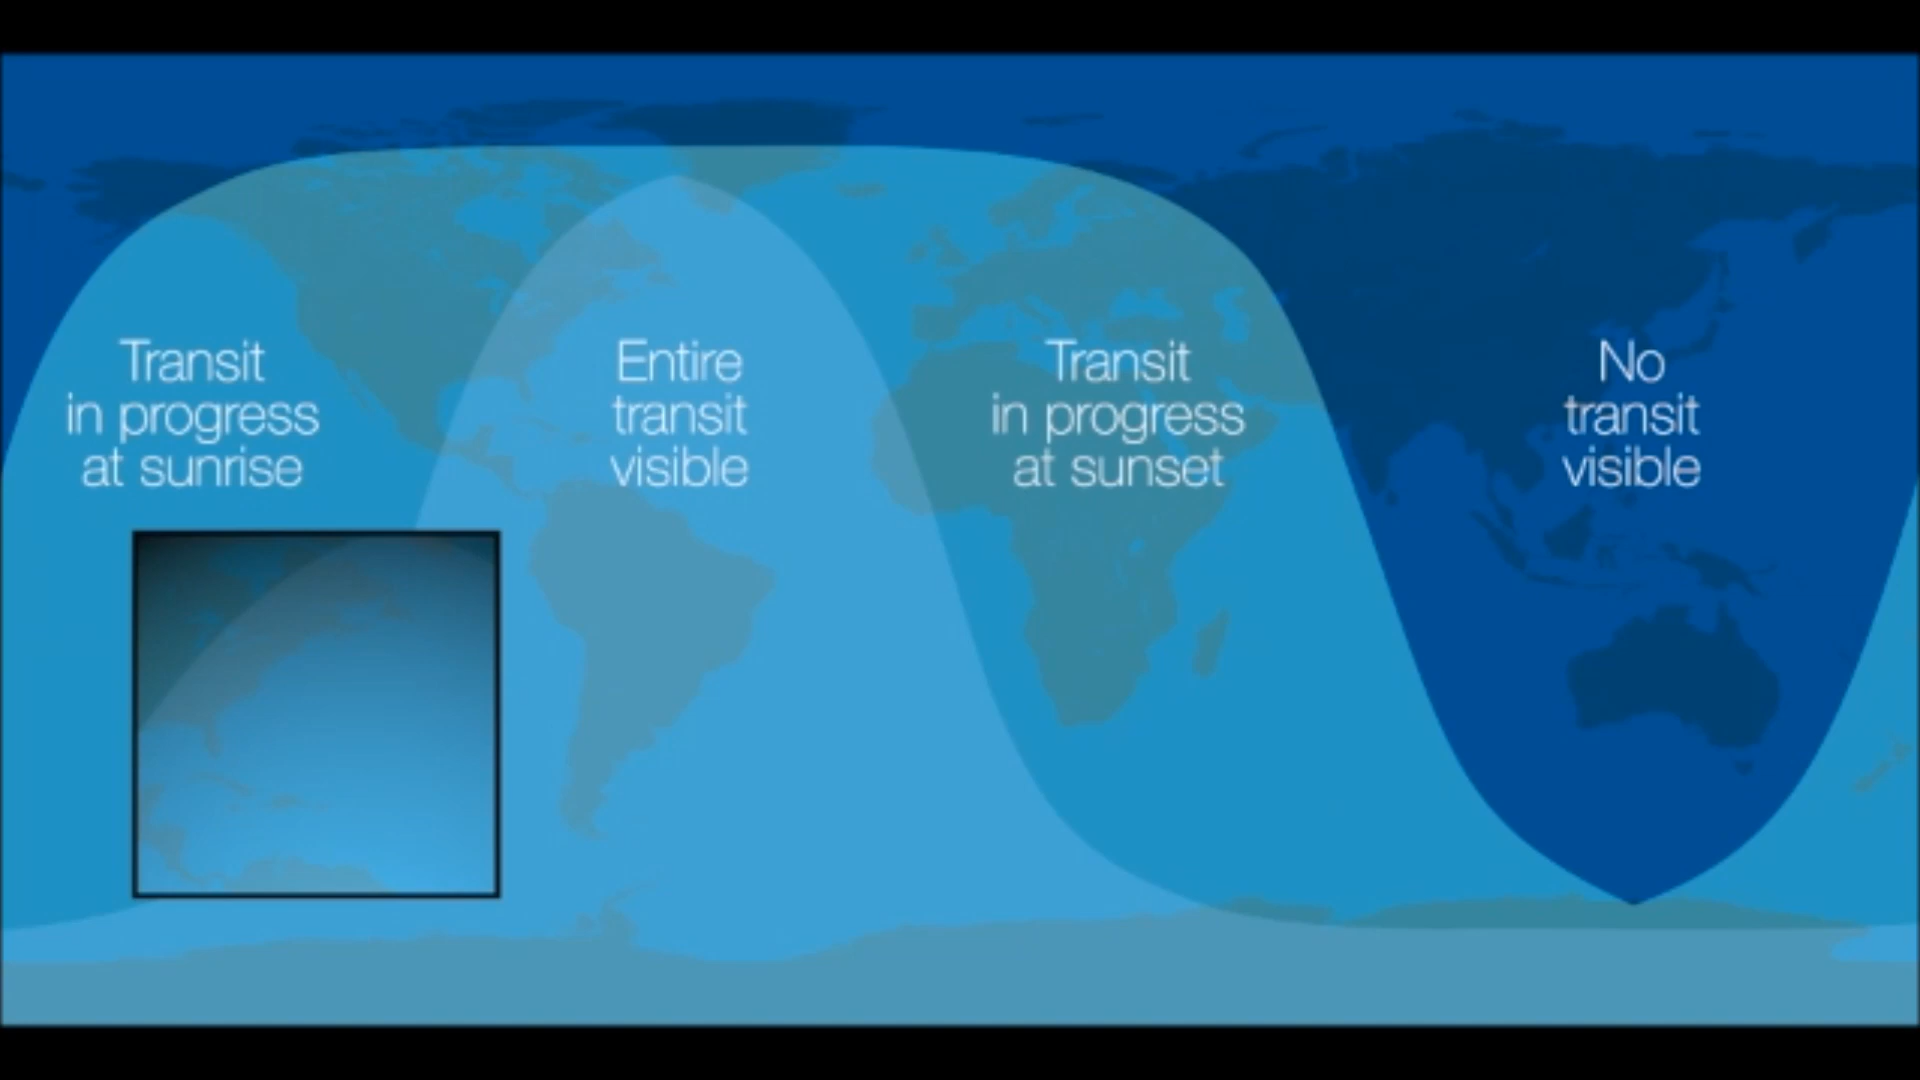 Transit
in progress
at sunrise
Entire
transit
visible
Transit
in progress
at sunset
No
transit
visible